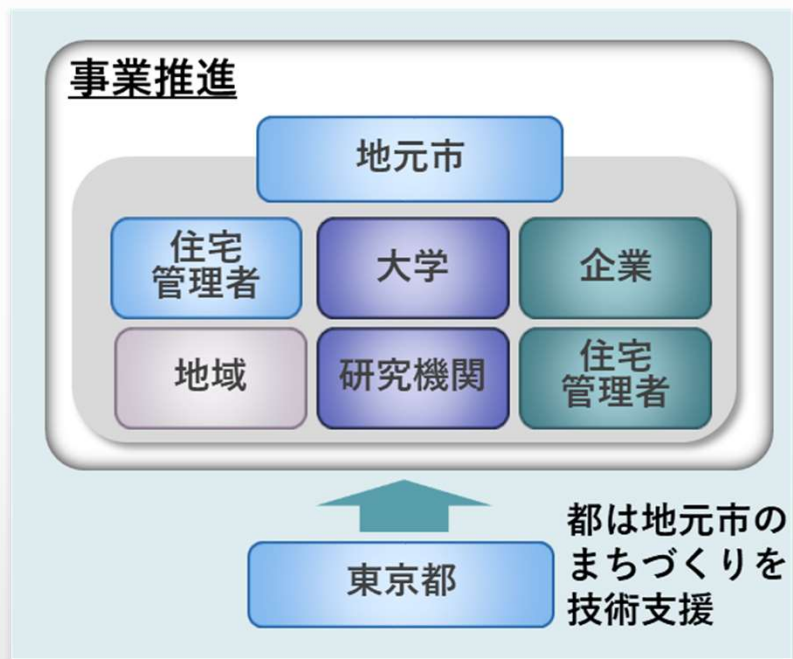 事業推進
地元市
住宅
管理者
大学
企業
地域
研究機関
住宅
管理者
東京都
都は地元市の
まちづくりを
技術支援